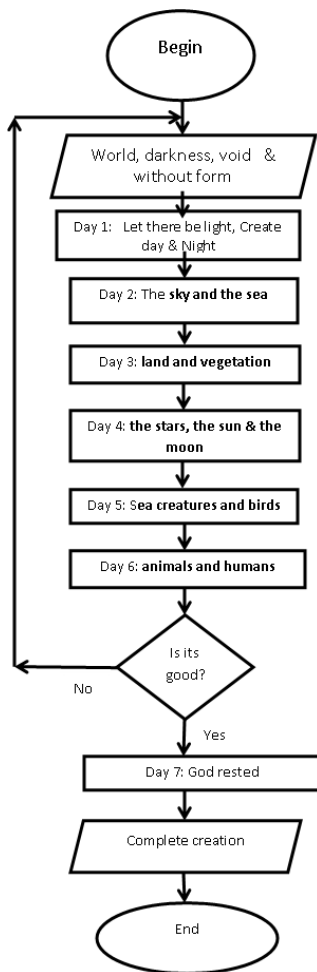 Begin
World, darkness, void &
without form
Day 1: Let there be light, Create
day & Night
Day 2: The sky and the sea
Day 3: land and vegetation
Day 4: the stars, the sun & the
moon
Day 5: Sea creatures and birds
Day 6: animals and humans
Is its
good?
No
Yes
Day 7: God rested
Complete creation
End